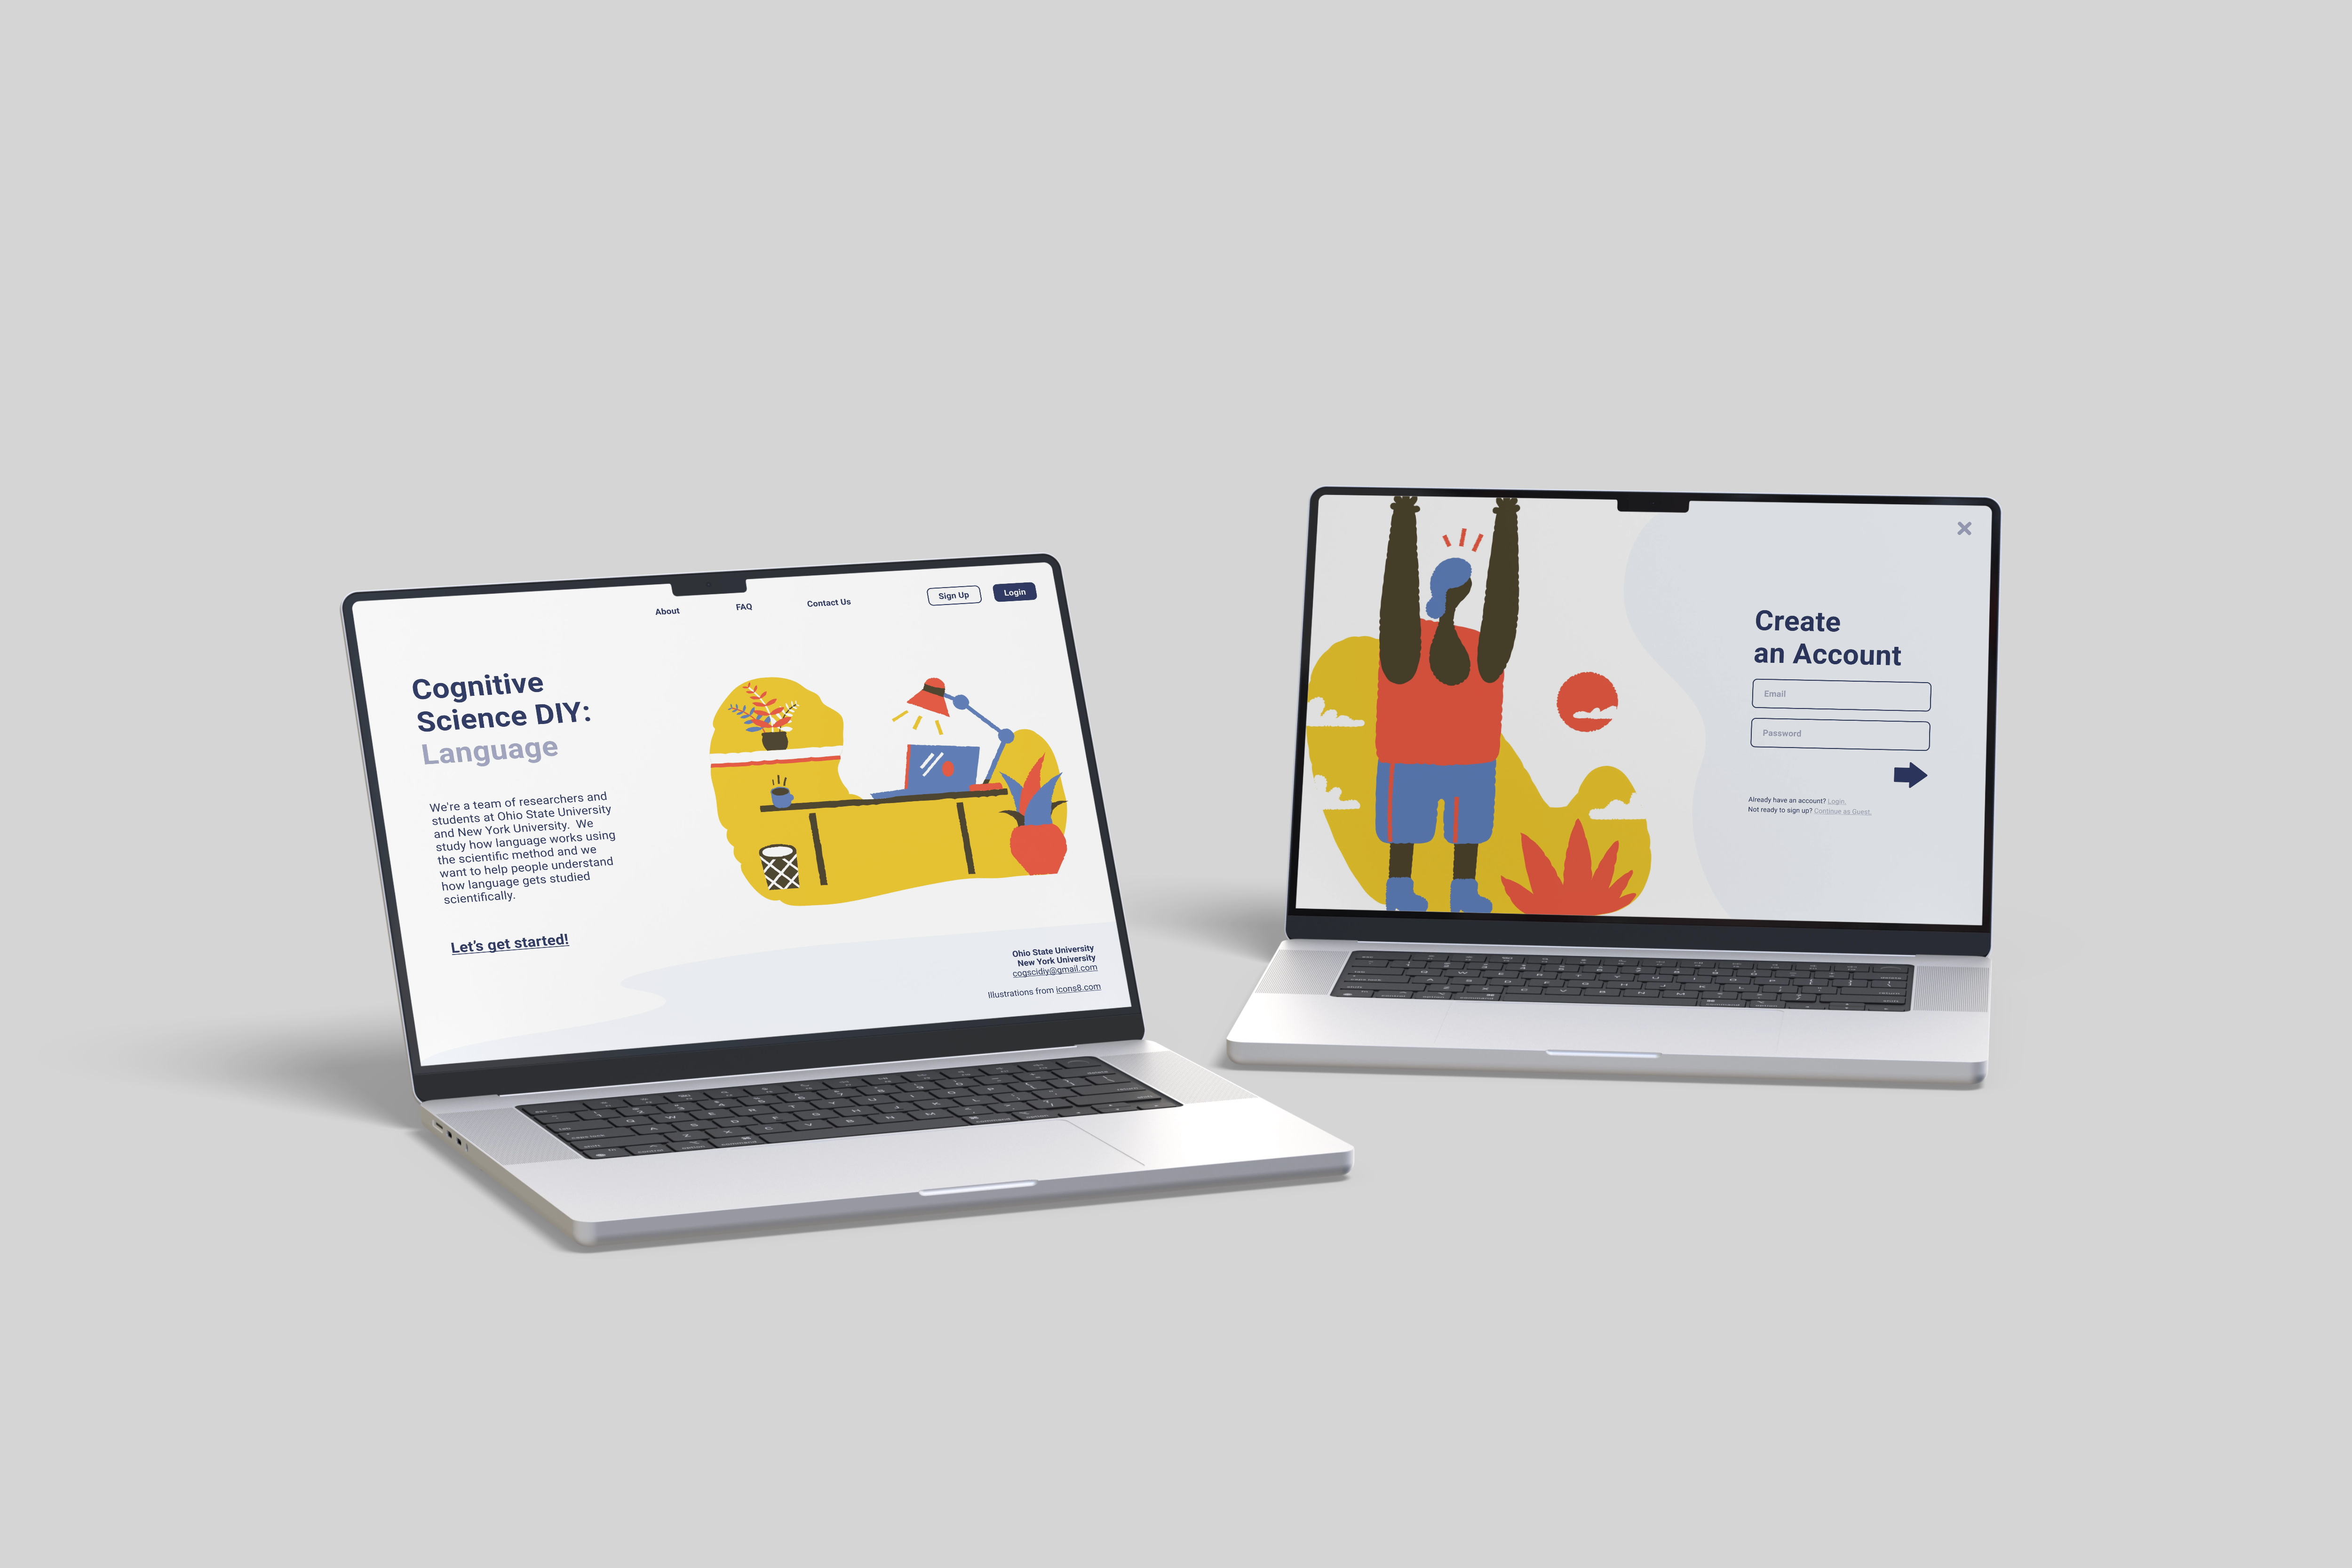 About
FAQ
Contact Us
Sign Up
Login
Cognitive
Science DIY:
Language
We're a team of researchers and
students at Ohio State University
and New York University. We
study how language works using
the scientific method and we
want to help people understand
how language gets studied
scientifically.
Let's get started!
Ohio State University
New York University
cogscidiy@gmail.com
Illustrations from icons8.com
Create
an Account
Email
Password
Already have an account? Login.
Not ready to sign up? Continue as Guest.